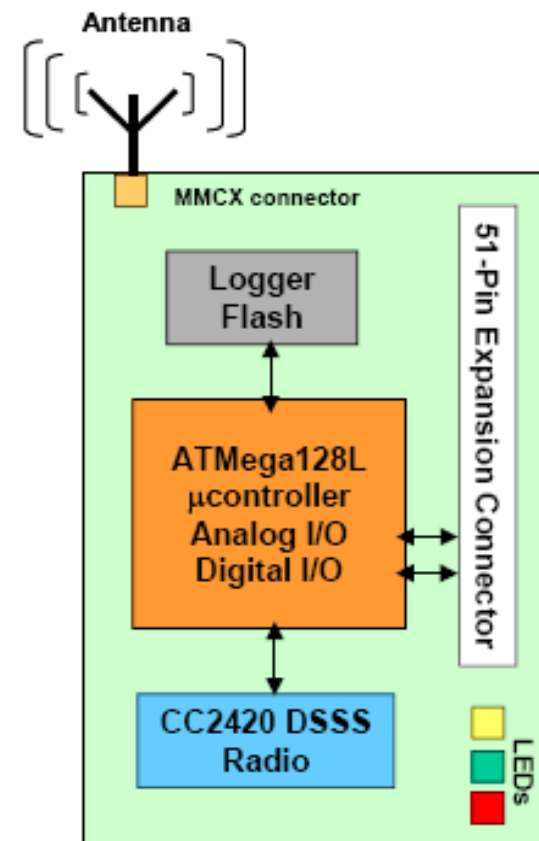 Antenna
MMCX connector
Logger
Flash
51-Pin Expansion Connector
ATMega128L
μcontroller
Analog I/O
Digital I/O
CC2420 DSSS
Radio
LEDs